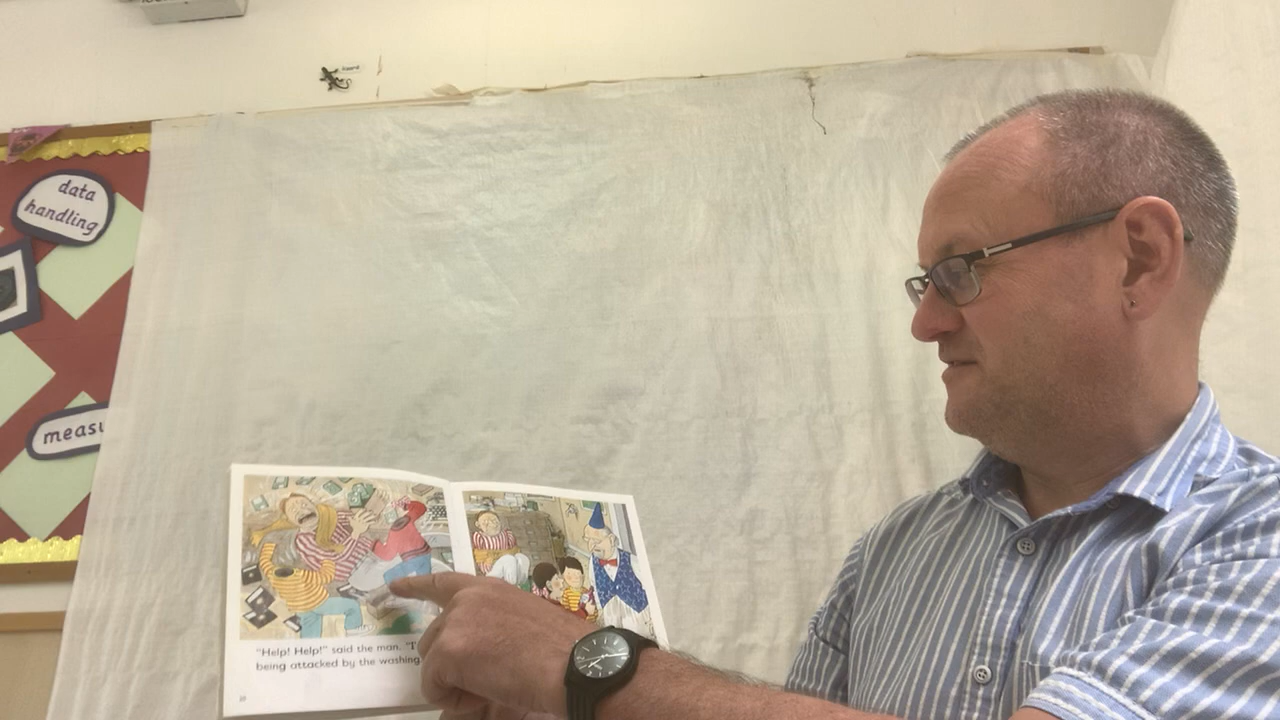 data
handling
measu
"Help! Help!" said the man. "I'
being attacked by the washing